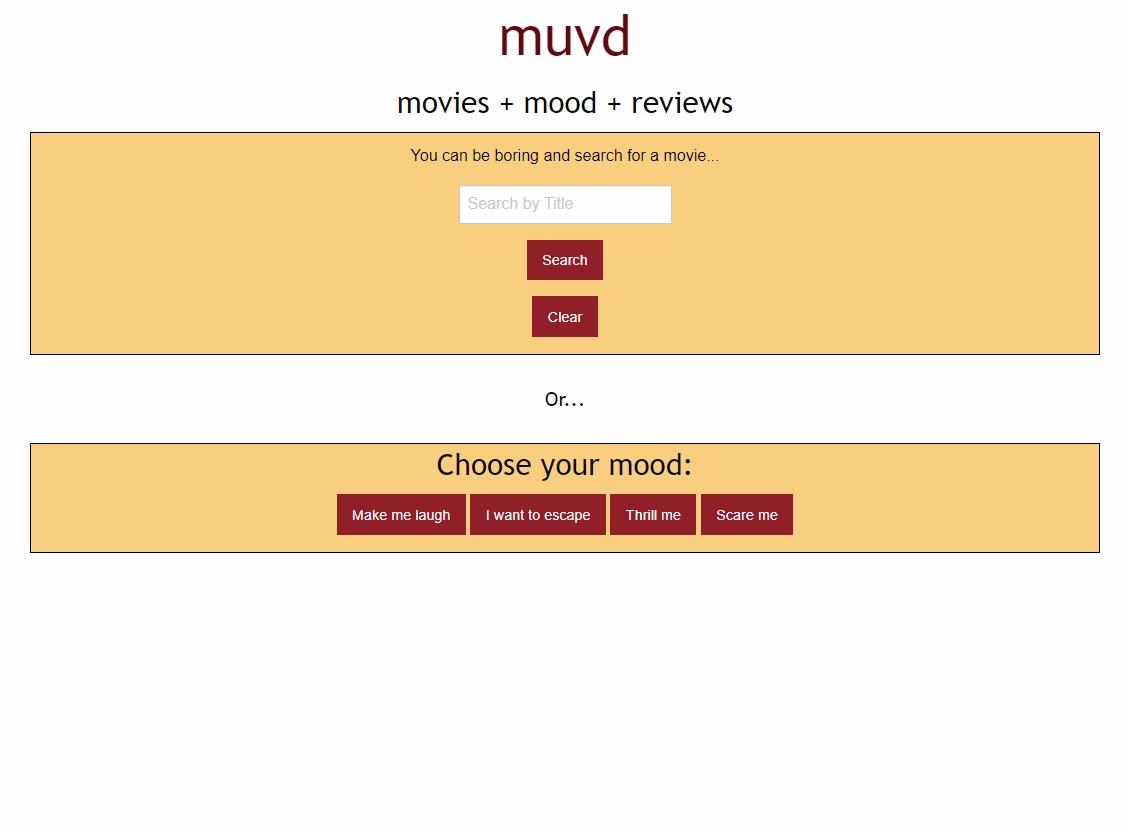 muvd
movies + mood + reviews
You can be boring and search for a movie...
Search by Title
Search
Clear
Or...
Choose your mood:
Make me laugh I want to escape Thrill me Scare me